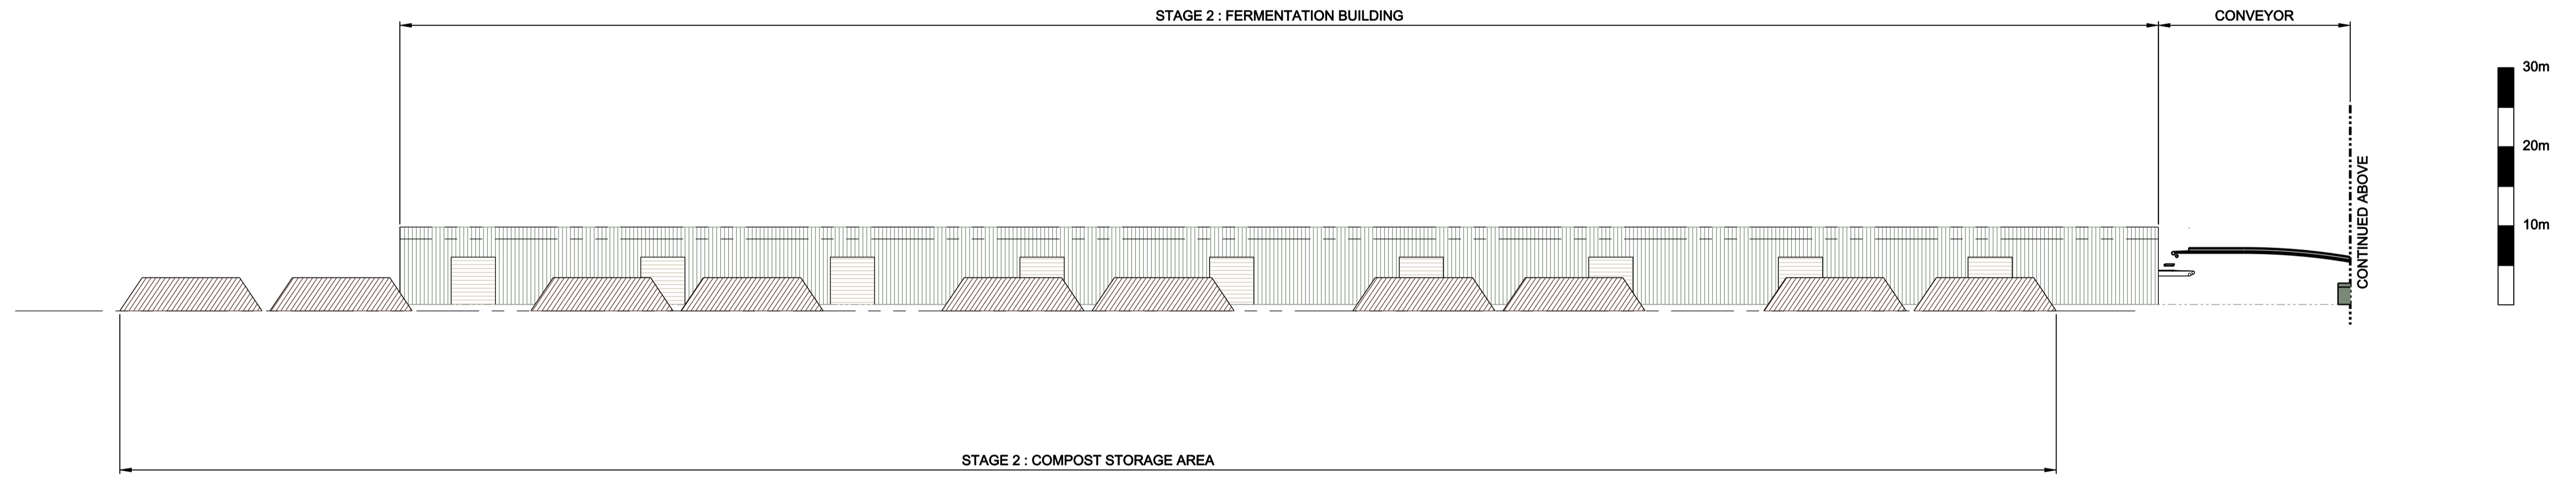 STAGE 2 : FERMENTATION BUILDING
CONVEYOR
30m
20m
10m
CONTINUED ABOVE
STAGE 2 : COMPOST STORAGE AREA